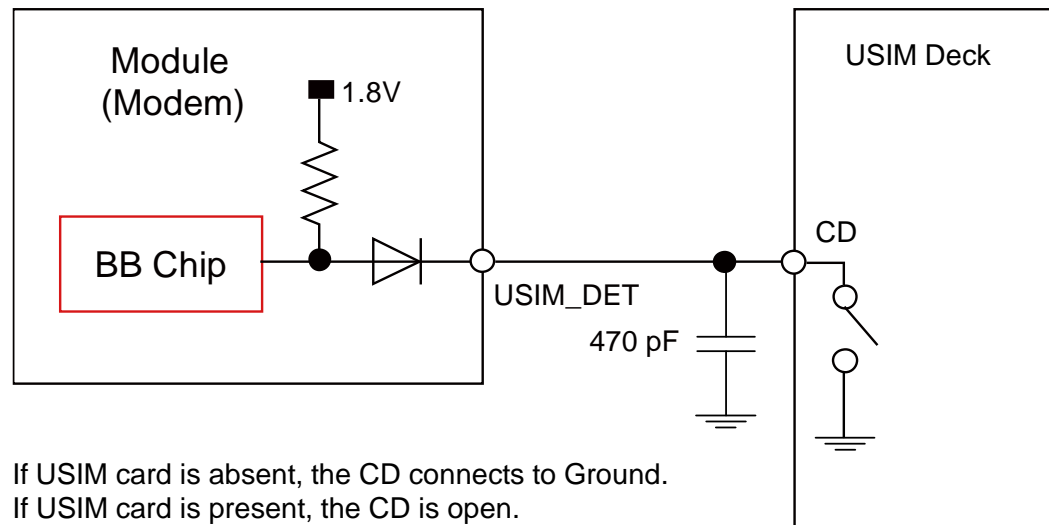 Module
(Modem)
1.8V
BB Chip
USIM_DET
470 pF
CD
USIM Deck
If USIM card is absent, the CD connects to Ground.
If USIM card is present, the CD is open.